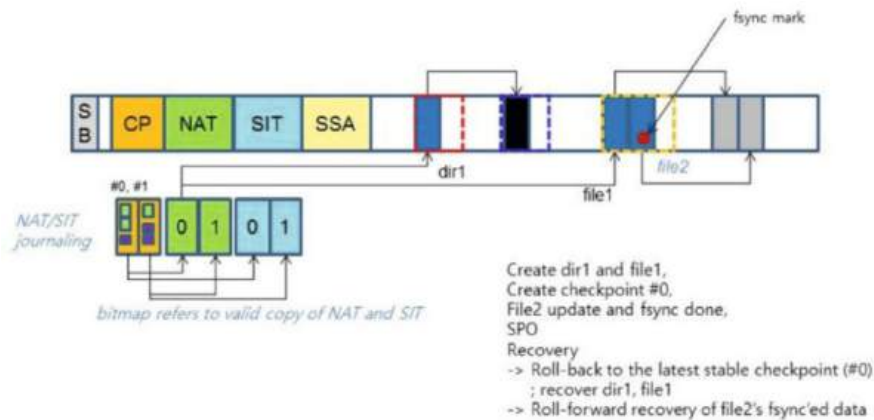 fsync mark
S
B
CP
NAT
SIT
SSA
dir1
file1
file2
#0, #1
NAT/SIT
journaling
0
1
0
1
bitmap refers to valid copy of NAT and SIT
Create dir1 and file1,
Create checkpoint #0,
File2 update and fsync done,
SPO
Recovery
-> Roll-back to the latest stable checkpoint (#0)
; recover dir1, file1
-> Roll-forward recovery of file2's fsync'ed data